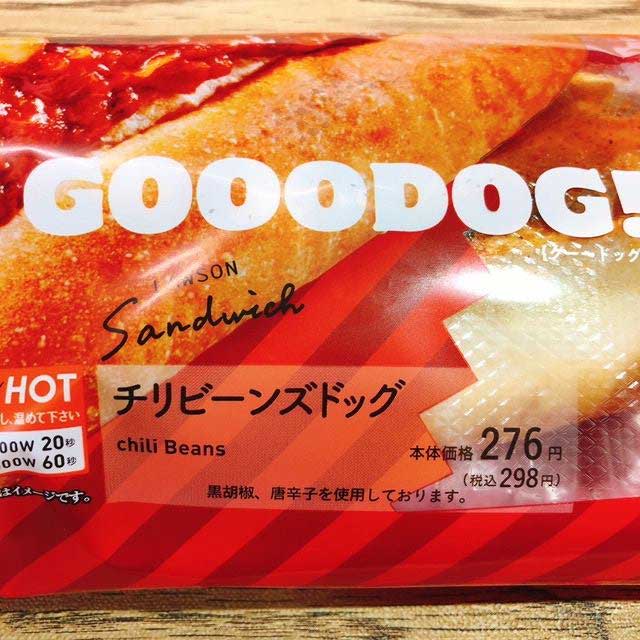 GOOODOG!
LAWSON
Sandwich
HOT
し、温めて下さい
チリビーンズドッグ
chili Beans
00W 20秒
00W 60秒
本体価格 276円
(税込298円)
はイメージです。
黒胡椒、唐辛子を使用しております。